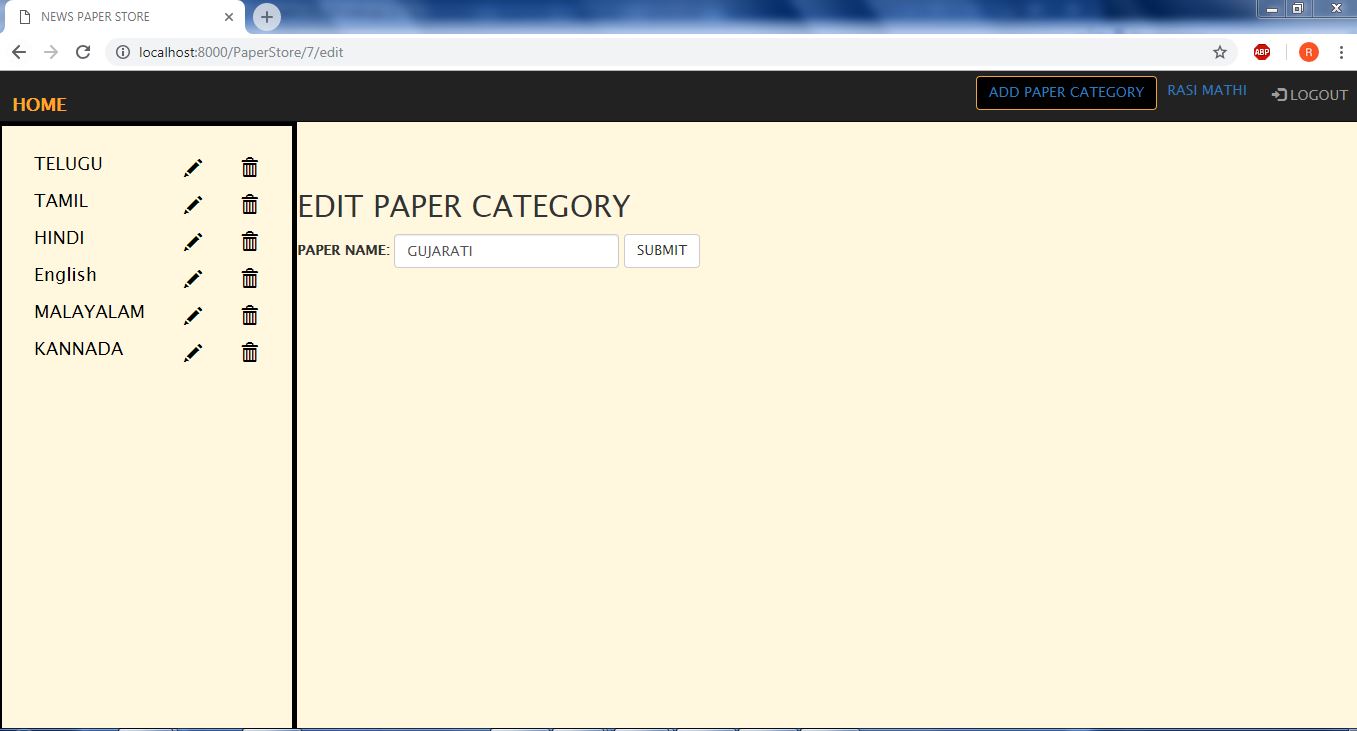 NEWS PAPER STORE
localhost:8000/PaperStore/7/edit
ABP
R
HOME
ADD PAPER CATEGORY
RASI MATHI
LOGOUT
TELUGU
TAMIL
HINDI
English
MALAYALAM
KANNADA
EDIT PAPER CATEGORY
PAPER NAME: GUJARATI SUBMIT